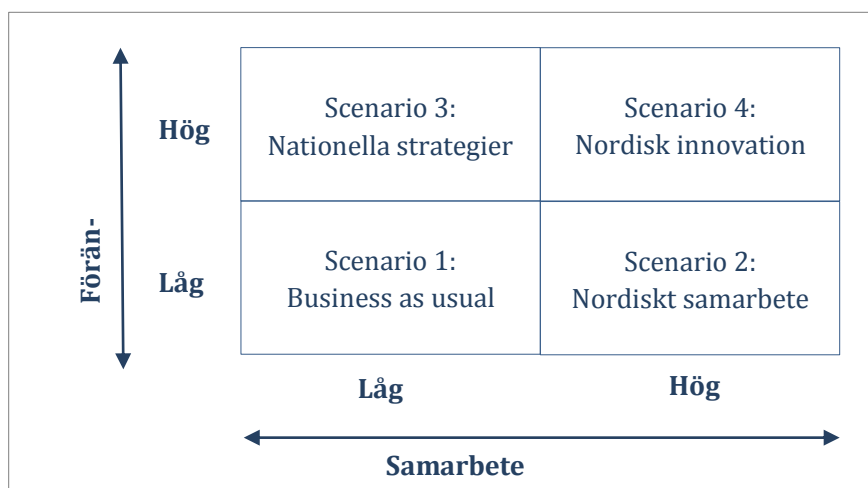 Hög
Scenario 3:
Nationella strategier
Scenario 4:
Nordisk innovation
Förän-
Låg
Scenario 1:
Business as usual
Scenario 2:
Nordiskt samarbete
Låg
Hög
Samarbete